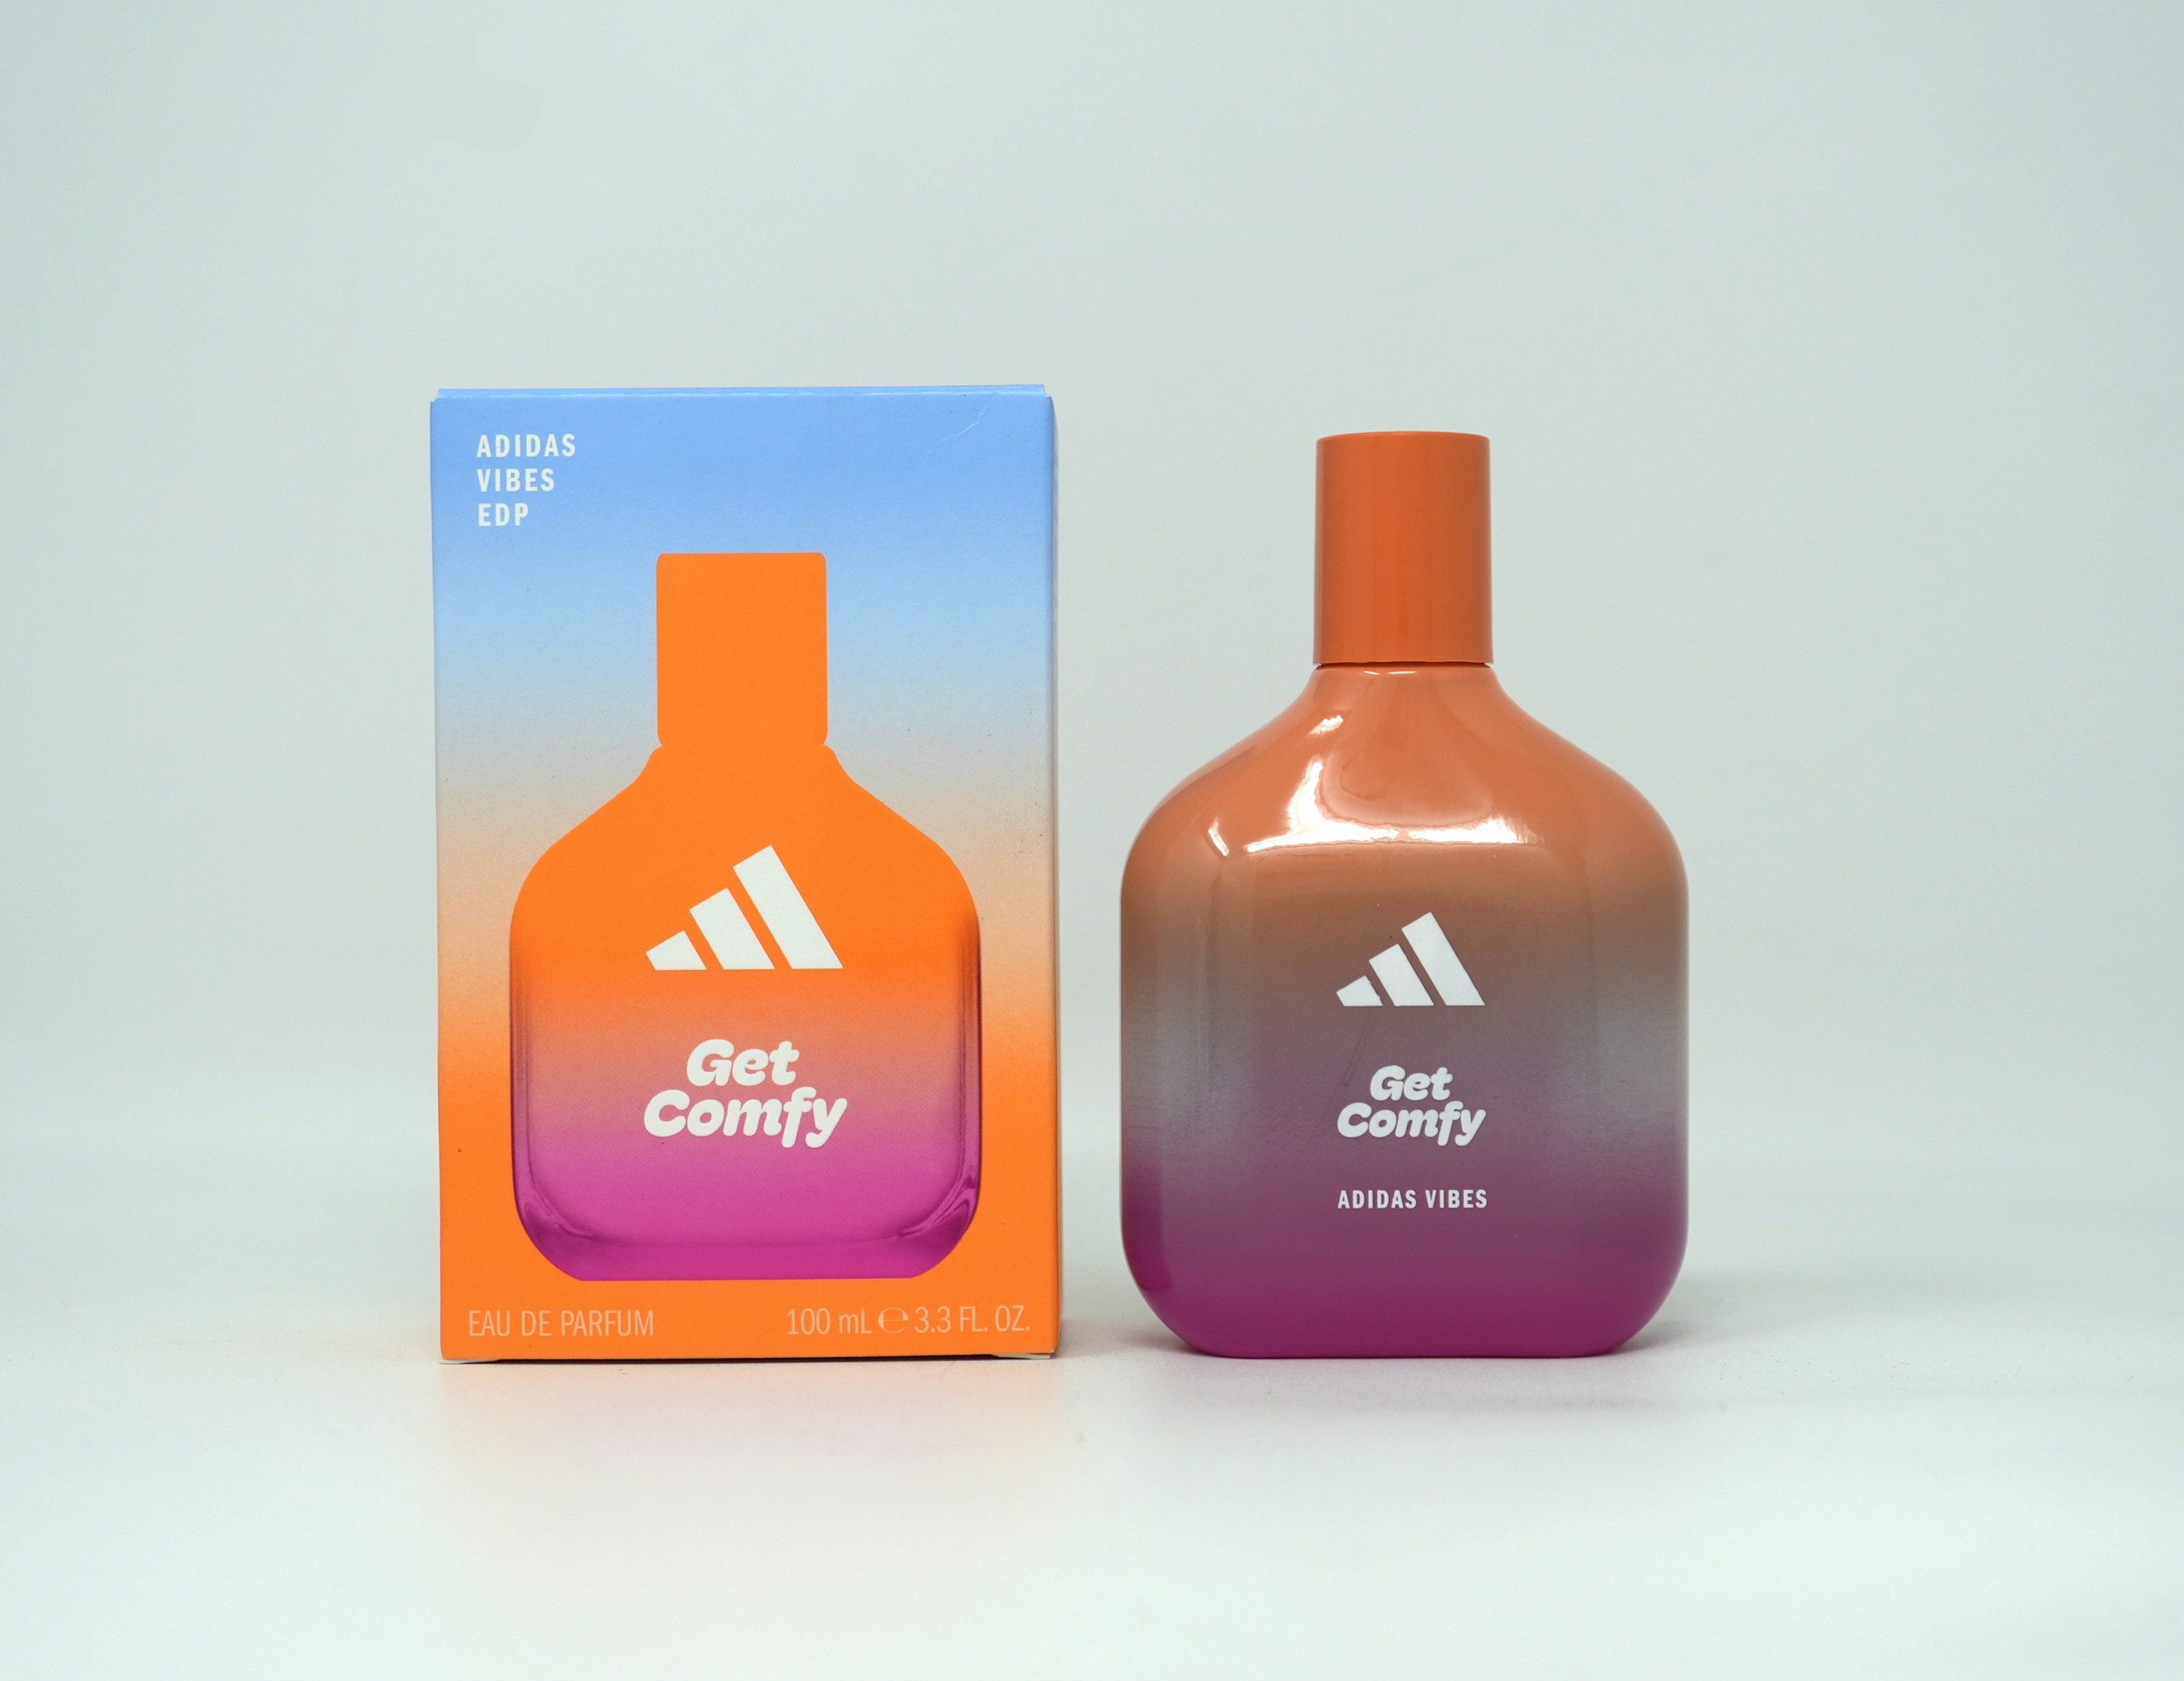 ADIDAS
VIBES
EDP
Get
Comfy
EAU DE PARFUM
100 mL ℮ 3.3 FL. OZ.
Get
Comfy
ADIDAS VIBES